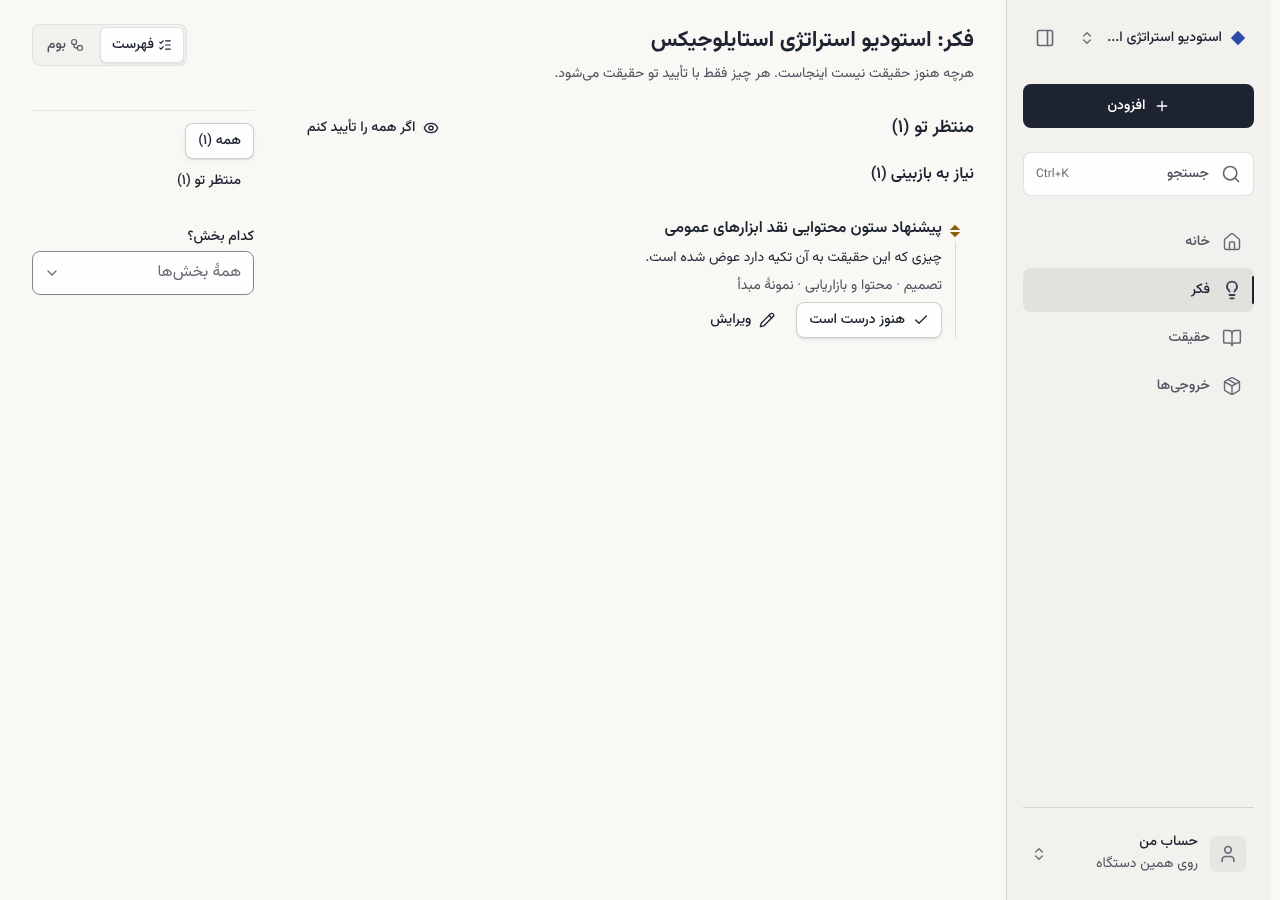 استودیو استراتژی ا...
افزودن
جستجو
Ctrl+K
خانه
فکر
حقیقت
خروجی‌ها
حساب من
روی همین دستگاه
فکر: استودیو استراتژی استایلوجیکس
هرچه هنوز حقیقت نیست اینجاست. هر چیز فقط با تأیید تو حقیقت می‌شود.
فهرست
بوم
منتظر تو (۱)
اگر همه را تأیید کنم
نیاز به بازبینی (۱)
پیشنهاد ستون محتوایی نقد ابزارهای عمومی
چیزی که این حقیقت به آن تکیه دارد عوض شده است.
تصمیم · محتوا و بازاریابی · نمونهٔ مبدأ
هنوز درست است
ویرایش
همه (۱)
منتظر تو (۱)
کدام بخش؟
همهٔ بخش‌ها